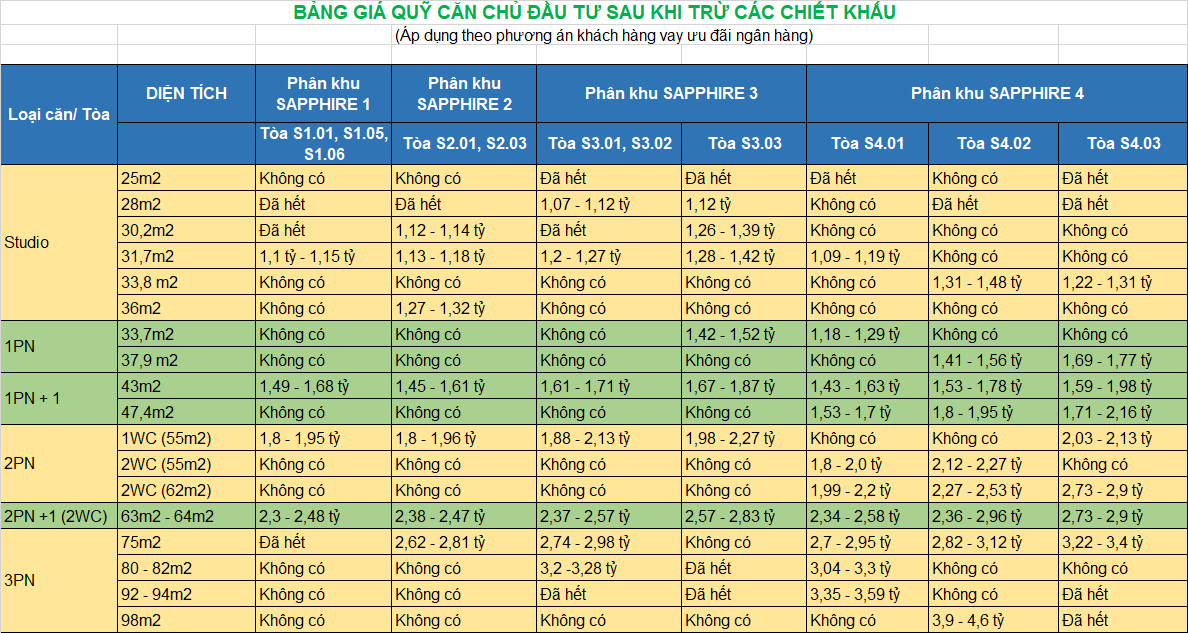 BẢNG GIÁ QUỸ CĂN CHỦ ĐẦU TƯ SAU KHI TRỪ CÁC CHIẾT KHẤU
(Áp dụng theo phương án khách hàng vay ưu đãi ngân hàng)
Loại căn/ Tòa DIỆN TÍCH Phân khu SAPPHIRE 1 Phân khu SAPPHIRE 2 Phân khu SAPPHIRE 3 Phân khu SAPPHIRE 4
Tòa S1.01, S1.05, S1.06 Tòa S2.01, S2.03 Tòa S3.01, S3.02 Tòa S3.03 Tòa S4.01 Tòa S4.02 Tòa S4.03
Studio 25m2 Không có Không có Đã hết Đã hết Đã hết Không có Đã hết
28m2 Đã hết Đã hết 1,07 - 1,12 tỷ 1,12 tỷ Không có Đã hết Đã hết
30,2m2 Đã hết 1,12 - 1,14 tỷ Đã hết 1,26 - 1,39 tỷ Không có Không có Không có
31,7m2 1,1 tỷ - 1,15 tỷ 1,13 - 1,18 tỷ 1,2 - 1,27 tỷ 1,28 - 1,42 tỷ 1,09 - 1,19 tỷ Không có Không có
33,8 m2 Không có Không có Không có Không có Không có 1,31 - 1,48 tỷ 1,22 - 1,31 tỷ
36m2 Không có 1,27 - 1,32 tỷ Không có Không có Không có Không có Không có
1PN 33,7m2 Không có Không có Không có 1,42 - 1,52 tỷ 1,18 - 1,29 tỷ Không có Không có
37,9 m2 Không có Không có Không có Không có Không có 1,41 - 1,56 tỷ 1,69 - 1,77 tỷ
1PN + 1 43m2 1,49 - 1,68 tỷ 1,45 - 1,61 tỷ 1,61 - 1,71 tỷ 1,67 - 1,87 tỷ 1,43 - 1,63 tỷ 1,53 - 1,78 tỷ 1,59 - 1,98 tỷ
47,4m2 Không có Không có Không có Không có 1,53 - 1,7 tỷ 1,8 - 1,95 tỷ 1,71 - 2,16 tỷ
2PN 1WC (55m2) 1,8 - 1,95 tỷ 1,8 - 1,96 tỷ 1,88 - 2,13 tỷ 1,98 - 2,27 tỷ Không có Không có 2,03 - 2,13 tỷ
2WC (55m2) Không có Không có Không có Không có 1,8 - 2,0 tỷ 2,12 - 2,27 tỷ Không có
2WC (62m2) Không có Không có Không có Không có 1,99 - 2,2 tỷ 2,27 - 2,53 tỷ 2,73 - 2,9 tỷ
2PN +1 (2WC) 63m2 - 64m2 2,3 - 2,48 tỷ 2,38 - 2,47 tỷ 2,37 - 2,57 tỷ 2,57 - 2,83 tỷ 2,34 - 2,58 tỷ 2,36 - 2,96 tỷ 2,73 - 2,9 tỷ
3PN 75m2 Đã hết 2,62 - 2,81 tỷ 2,74 - 2,98 tỷ Không có 2,7 - 2,95 tỷ 2,82 - 3,12 tỷ 3,22 - 3,4 tỷ
80 - 82m2 Không có Không có 3,2 -3,28 tỷ Đã hết 3,04 - 3,3 tỷ Không có Không có
92 - 94m2 Không có Không có Đã hết Đã hết 3,35 - 3,59 tỷ Không có Đã hết
98m2 Không có Không có Không có Không có Không có 3,9 - 4,6 tỷ Đã hết